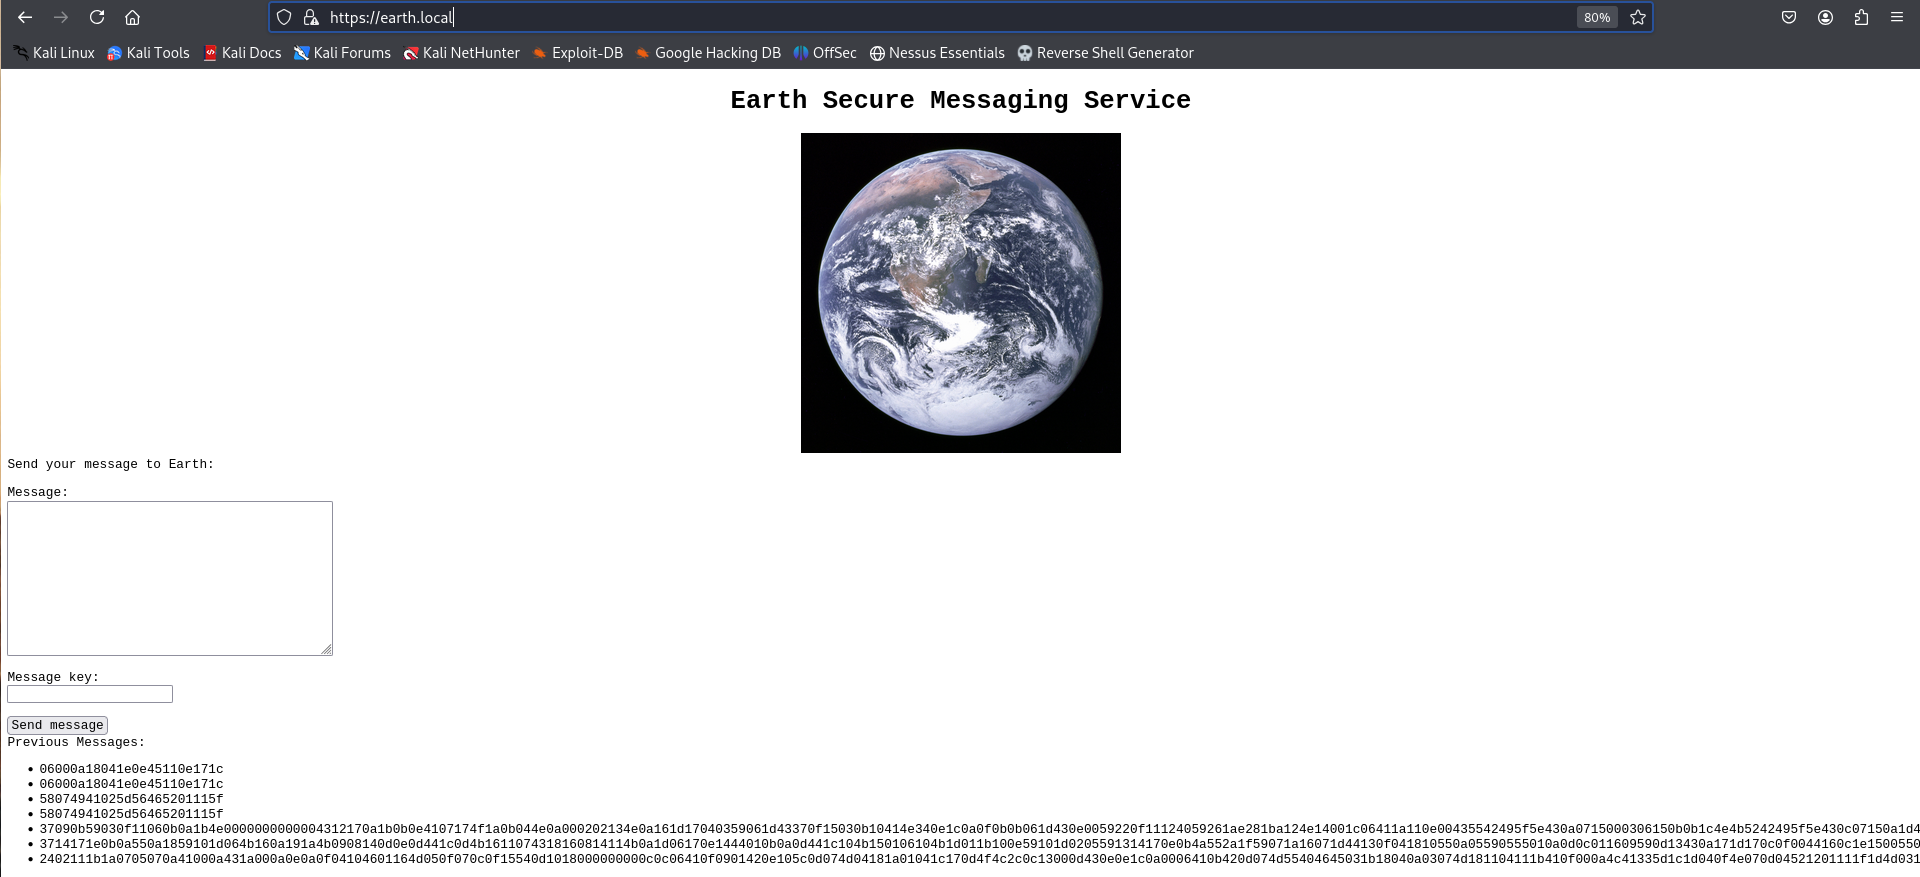 https://earth.local
80%
Kali Linux Kali Tools Kali Docs Kali Forums Kali NetHunter Exploit-DB Google Hacking DB OffSec Nessus Essentials Reverse Shell Generator
Earth Secure Messaging Service
Send your message to Earth:
Message:
Message key:
Send message
Previous Messages:
06000a18041e0e45110e171c
06000a18041e0e45110e171c
58074941025d56465201115f
58074941025d56465201115f
37090b59030f11060b0a1b4e0000000000004312170a1b0b0e4107174f1a0b044e0a000202134e0a161d17040359061d43370f15030b10414e340e1c0a0f0b0b061d430e0059220f11124059261ae281ba124e14001c06411a110e00435542495f5e430a0715000306150b0b1c4e4b5242495f5e430c07150a1d4
3714171e0b0a550a1859101d064b160a191a4b0908140d0e0d441c0d4b1611074318160814114b0a1d06170e1444010b0a0d441c104b150106104b1d011b100e59101d0205591314170e0b4a552a1f59071a16071d44130f041810550a05590555010a0d0c011609590d13430a171d170c0f0044160c1e1500550
2402111b1a0705070a41000a431a000a0e0a0f04104601164d050f070c0f15540d1018000000000c0c06410f0901420e105c0d074d04181a01041c170d4f4c2c0c13000d430e0e1c0a0006410b420d074d55404645031b18040a03074d181104111b410f000a4c41335d1c1d040f4e070d04521201111f1d4d031